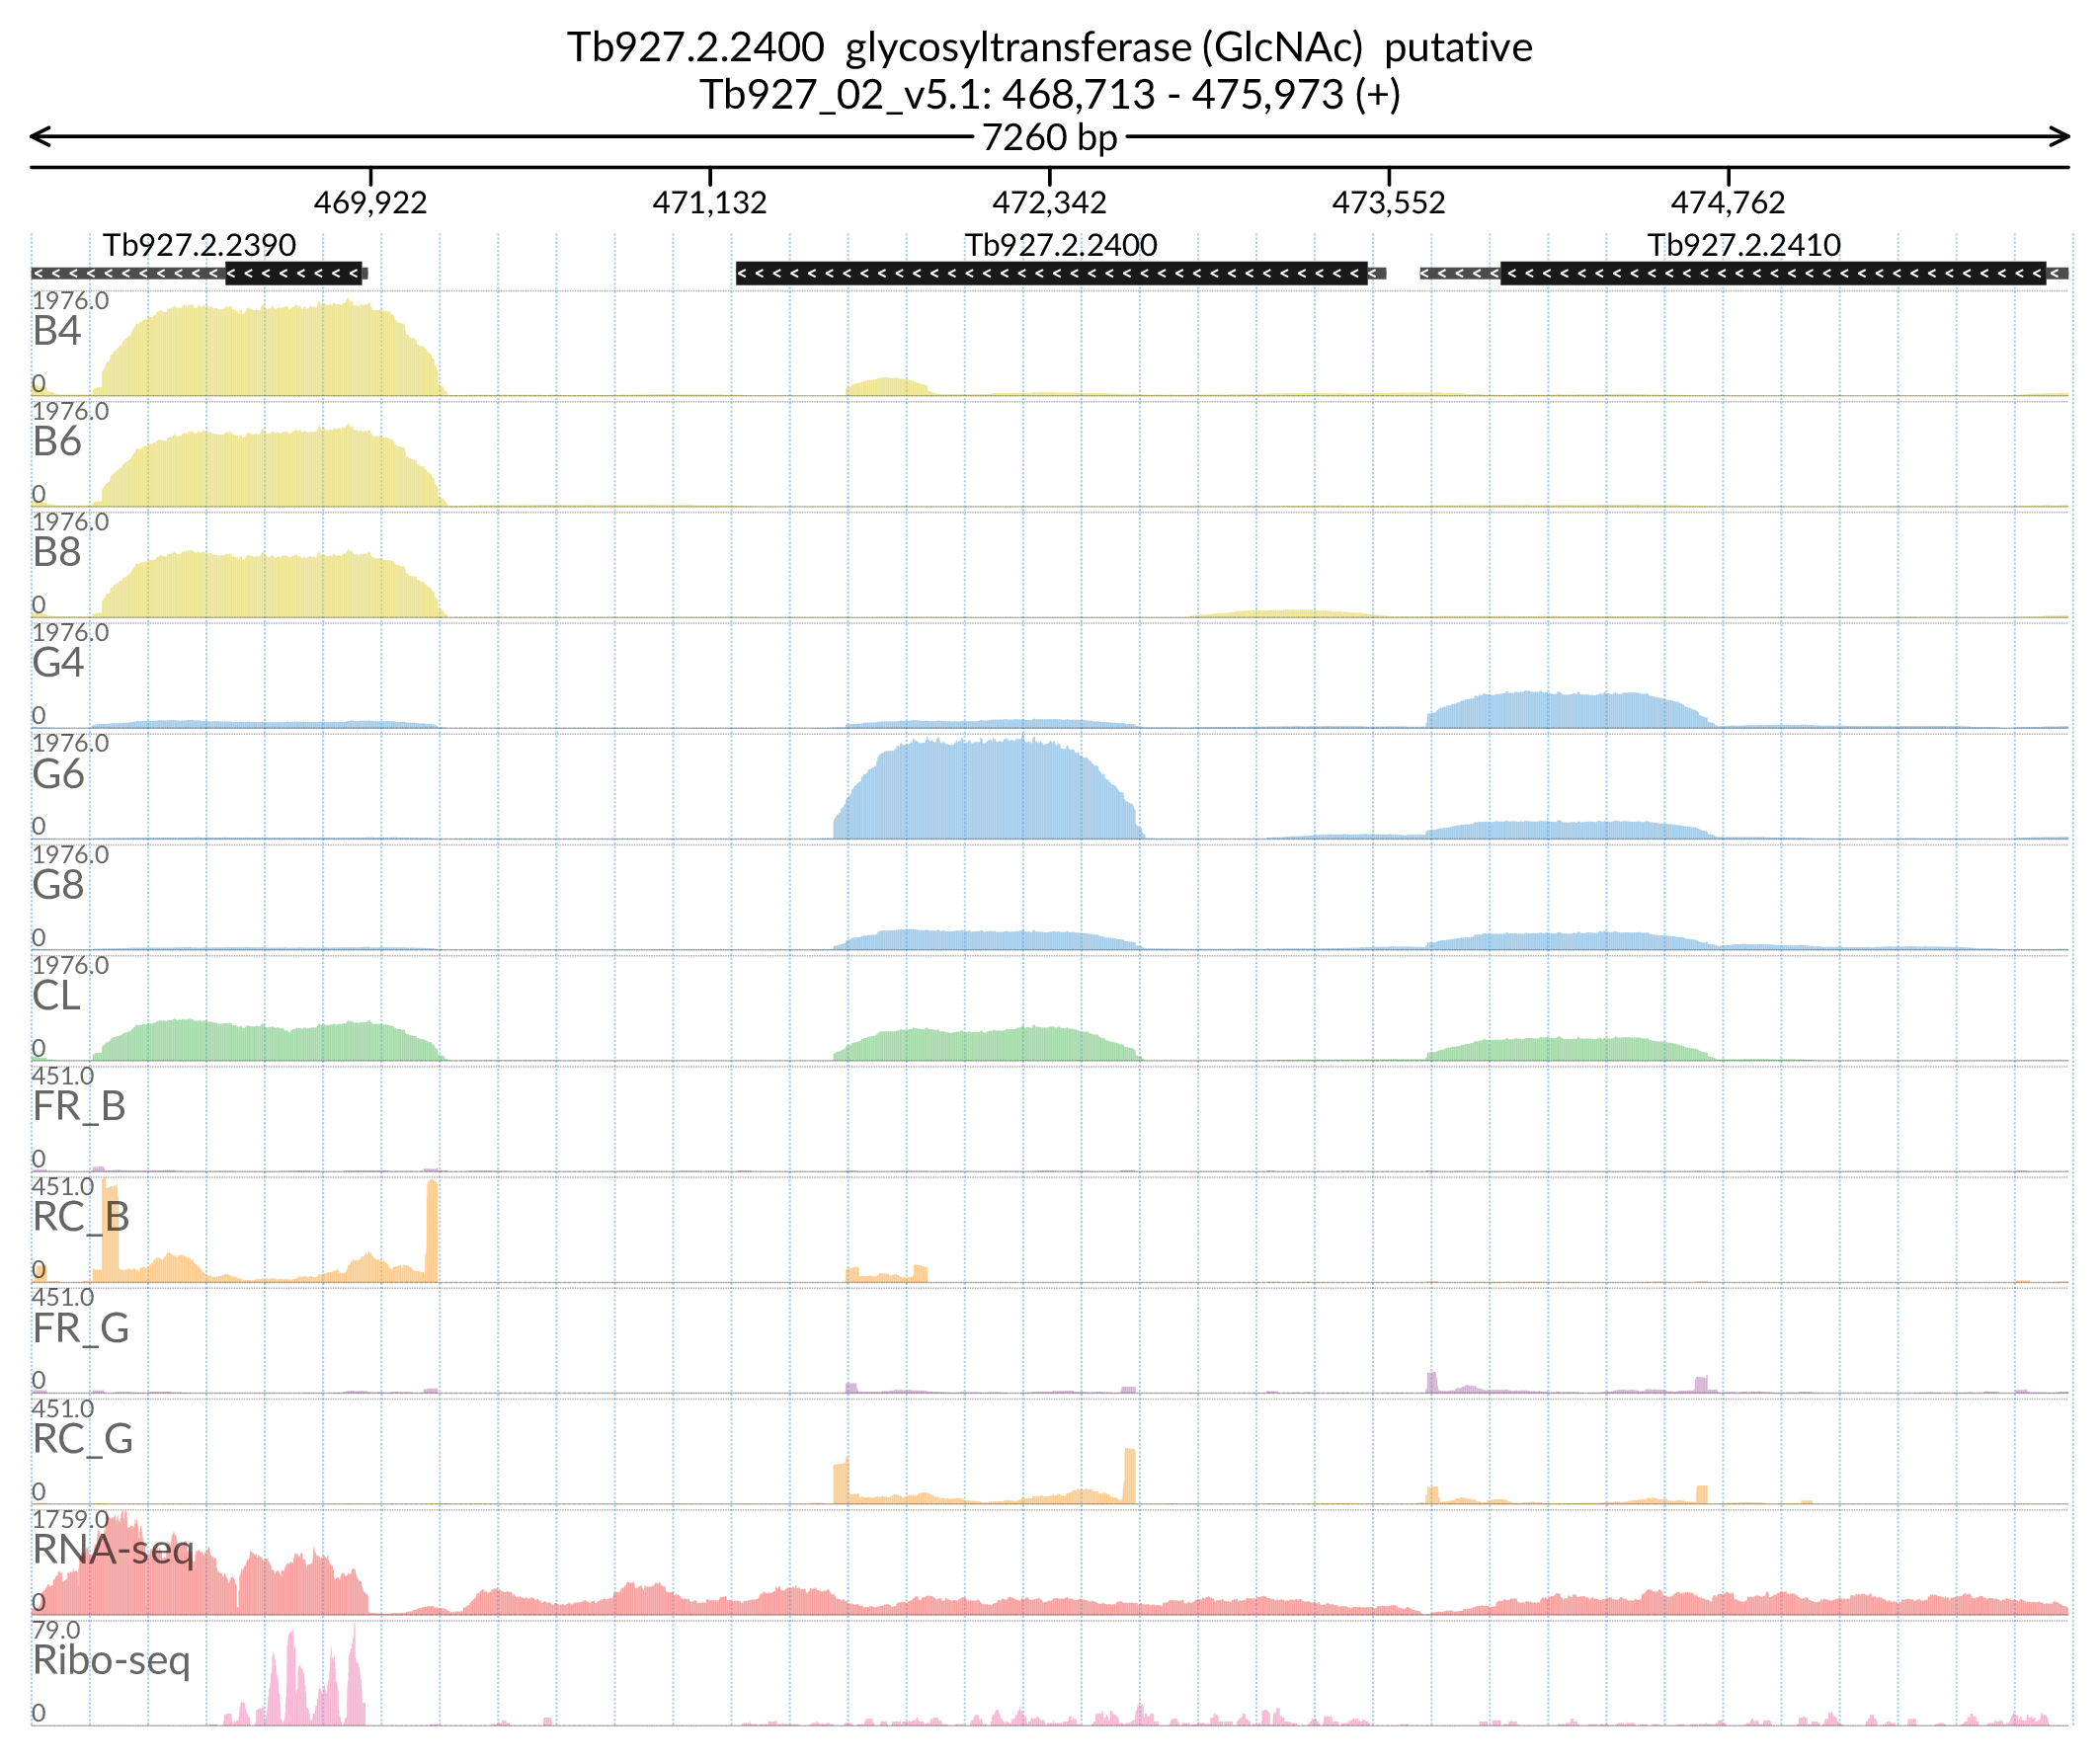 Tb927.2.2400 glycosyltransferase (GlcNAc) putative
Tb927_02_v5.1: 468,713 - 475,973 (+)
7260 bp
469,922 471,132 472,342 473,552 474,762
Tb927.2.2390 Tb927.2.2400 Tb927.2.2410
1976.0
B4
0
1976.0
B6
0
1976.0
B8
0
1976.0
G4
0
1976.0
G6
0
1976.0
G8
0
1976.0
CL
0
451.0
FR_B
0
451.0
RC_B
0
451.0
FR_G
0
451.0
RC_G
0
1759.0
RNA-seq
0
79.0
Ribo-seq
0